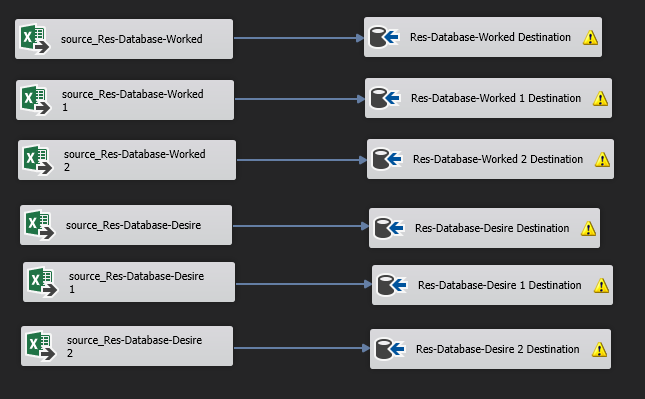 source_Res-Database-Worked
Res-Database-Worked Destination
source_Res-Database-Worked
1
Res-Database-Worked 1 Destination
source_Res-Database-Worked
2
Res-Database-Worked 2 Destination
source_Res-Database-Desire
Res-Database-Desire Destination
source_Res-Database-Desire
1
Res-Database-Desire 1 Destination
source_Res-Database-Desire
2
Res-Database-Desire 2 Destination